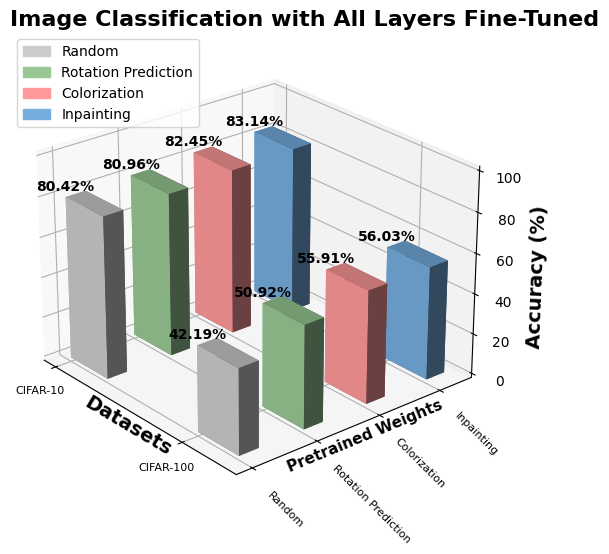 Image Classification with All Layers Fine-Tuned
Random
Rotation Prediction
Colorization
Inpainting
83.14%
82.45%
80.96%
80.42%
56.03%
55.91%
50.92%
42.19%
100
80
60
40
20
0
Accuracy (%)
CIFAR-10
CIFAR-100
Datasets
Pretrained Weights
Random
Rotation Prediction
Colorization
Inpainting